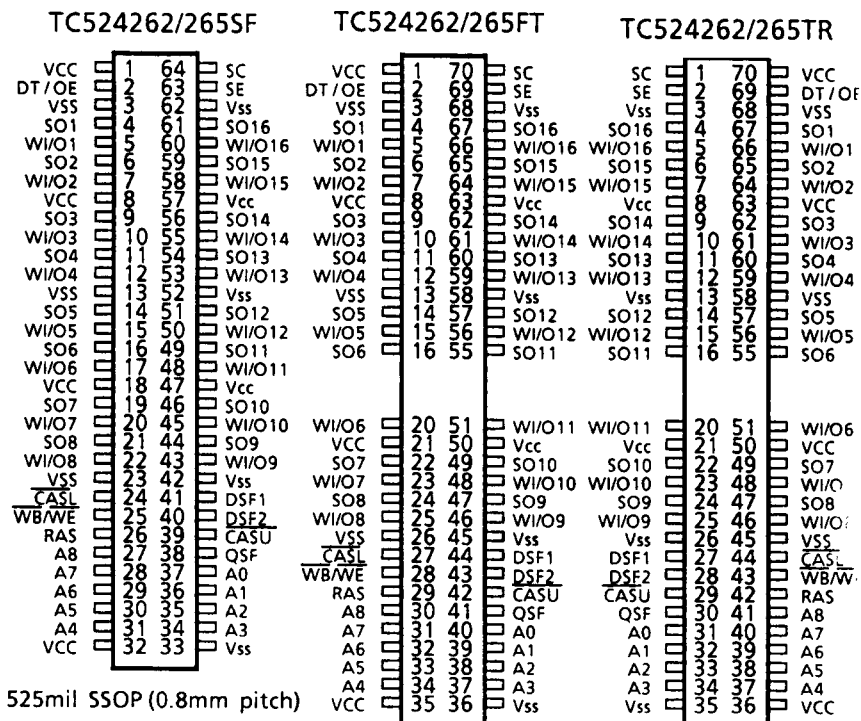 TC524262/265SF TC524262/265FT TC524262/265TR
VCC 1 64 SC VCC 1 70 SC SC 1 70 VCC
DT/OE 2 63 SE DT/OE 2 69 SE SE 2 69 DT/OE
VSS 3 62 Vss VSS 3 68 Vss Vss 3 68 VSS
SO1 4 61 SO16 SO1 4 67 SO16 SO16 4 67 SO1
WI/O1 5 60 WI/O16 WI/O1 5 66 WI/O16 WI/O16 5 66 WI/O1
SO2 6 59 SO15 SO2 6 65 SO15 SO15 6 65 SO2
WI/O2 7 58 WI/O15 WI/O2 7 64 WI/O15 WI/O15 7 64 WI/O2
VCC 8 57 Vcc VCC 8 63 Vcc Vcc 8 63 VCC
SO3 9 56 SO14 SO3 9 62 SO14 SO14 9 62 SO3
WI/O3 10 55 WI/O14 WI/O3 10 61 WI/O14 WI/O14 10 61 WI/O3
SO4 11 54 SO13 SO4 11 60 SO13 SO13 11 60 SO4
WI/O4 12 53 WI/O13 WI/O4 12 59 WI/O13 WI/O13 12 59 WI/O4
VSS 13 52 Vss VSS 13 58 Vss Vss 13 58 VSS
SO5 14 51 SO12 SO5 14 57 SO12 SO12 14 57 SO5
WI/O5 15 50 WI/O12 WI/O5 15 56 WI/O12 WI/O12 15 56 WI/O5
SO6 16 49 SO11 SO6 16 55 SO11 SO11 16 55 SO6
WI/O6 17 48 WI/O11
VCC 18 47 Vcc
SO7 19 46 SO10
WI/O7 20 45 WI/O10 WI/O6 20 51 WI/O11 WI/O11 20 51 WI/O6
SO8 21 44 SO9 VCC 21 50 Vcc Vcc 21 50 VCC
WI/O8 22 43 WI/O9 SO7 22 49 SO10 SO10 22 49 SO7
VSS 23 42 Vss WI/O7 23 48 WI/O10 WI/O10 23 48
CASL 24 41 DSF1 SO8 24 47 SO9 SO9 24 47 SO8
WB/WE 25 40 DSF2 WI/O8 25 46 WI/O9 WI/O9 25 46
RAS 26 39 CASU VSS 26 45 Vss Vss 26 45 VSS
A8 27 38 QSF CASL 27 44 DSF1 DSF1 27 44 CASL
A7 28 37 A0 WB/WE 28 43 DSF2 DSF2 28 43 WB/W
A6 29 36 A1 RAS 29 42 CASU CASU 29 42 RAS
A5 30 35 A2 A8 30 41 QSF QSF 30 41 A8
A4 31 34 A3 A7 31 40 A0 A0 31 40 A7
VCC 32 33 Vss A6 32 39 A1 A1 32 39 A6
A5 33 38 A2 A2 33 38 A5
A4 34 37 A3 A3 34 37 A4
525mil SSOP (0.8mm pitch) VCC 35 36 Vss Vss 35 36 VCC